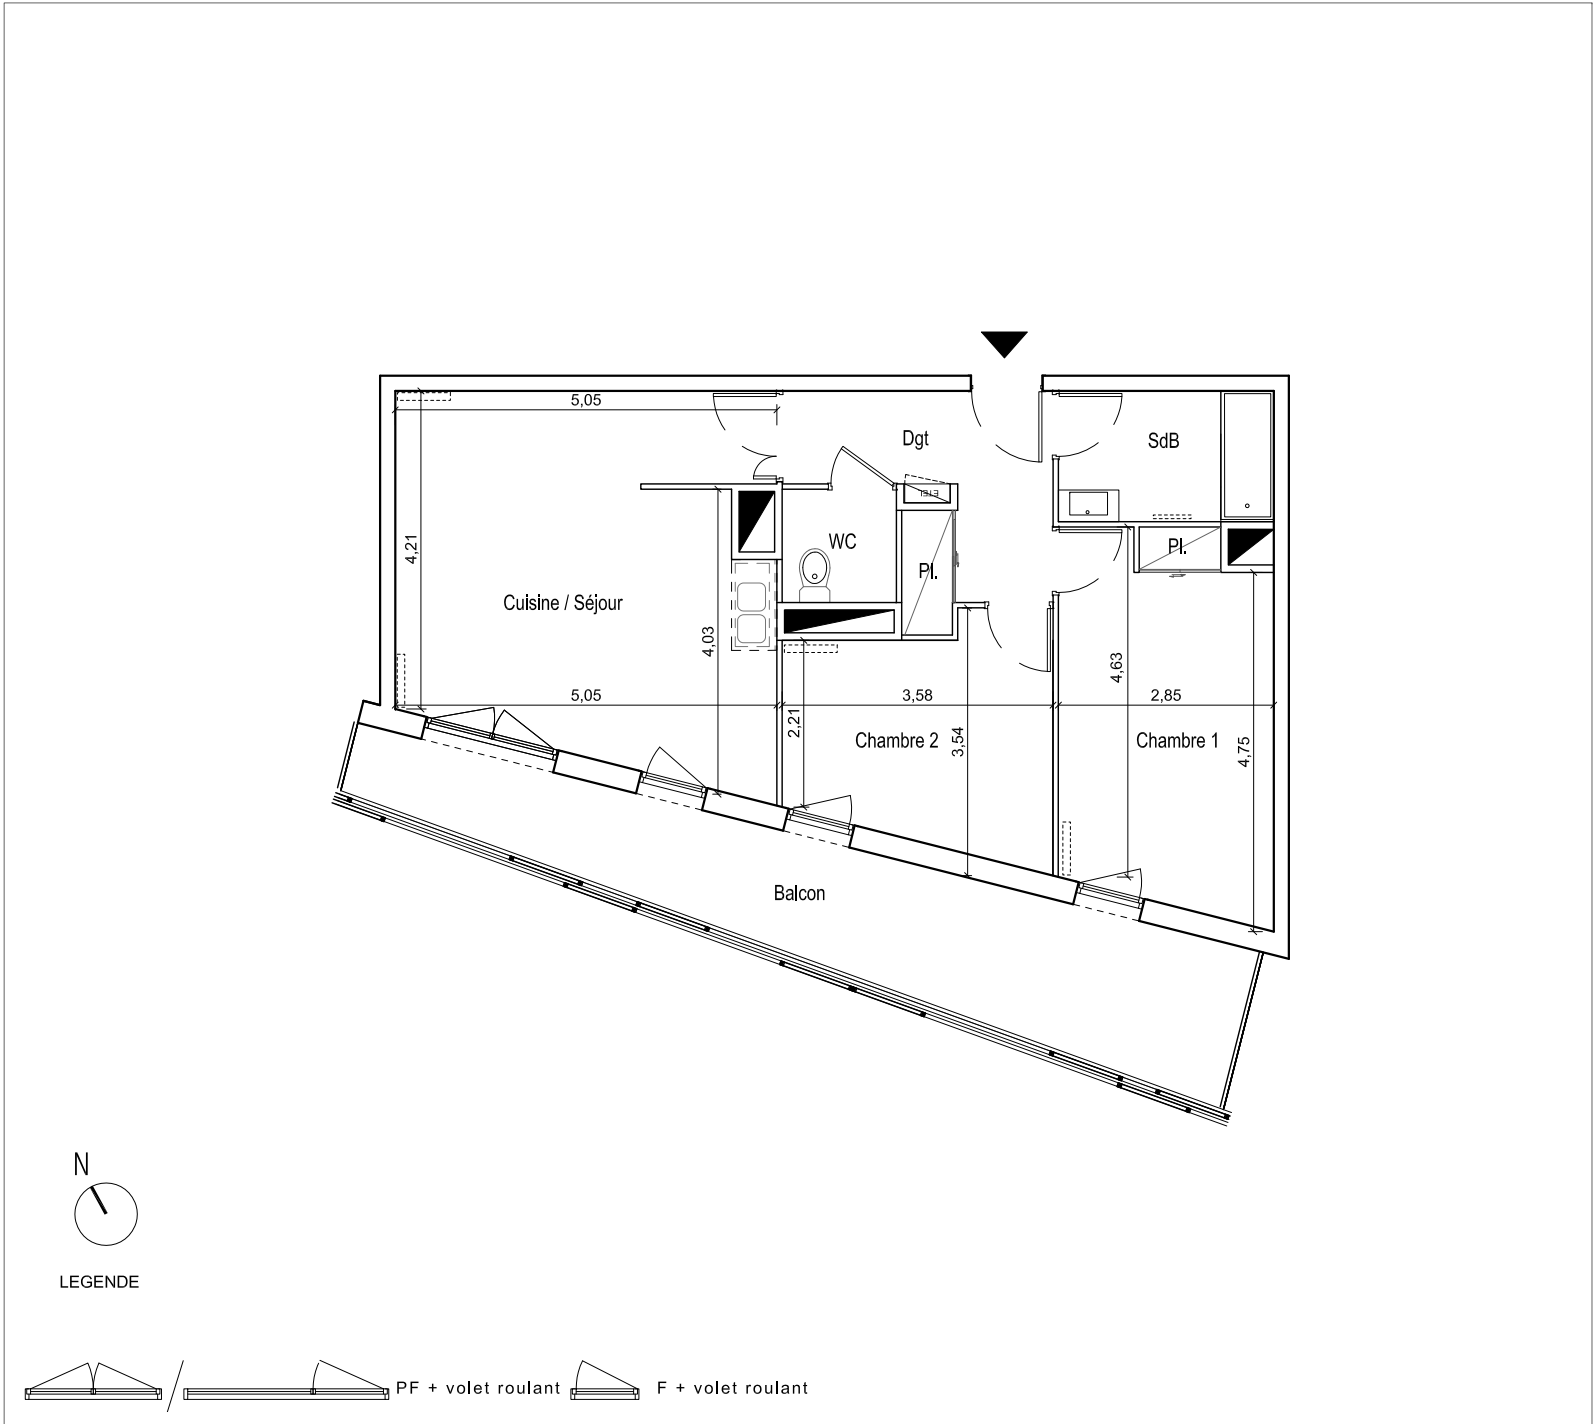 5,05
Dgt
SdB
ETEL
4,21
WC
Pl.
Pl.
Cuisine / Séjour
4,03
4,63
5,05
3,58
2,85
2,21
Chambre 2
3,54
Chambre 1
4,75
Balcon
N
LEGENDE
PF + volet roulant
F + volet roulant